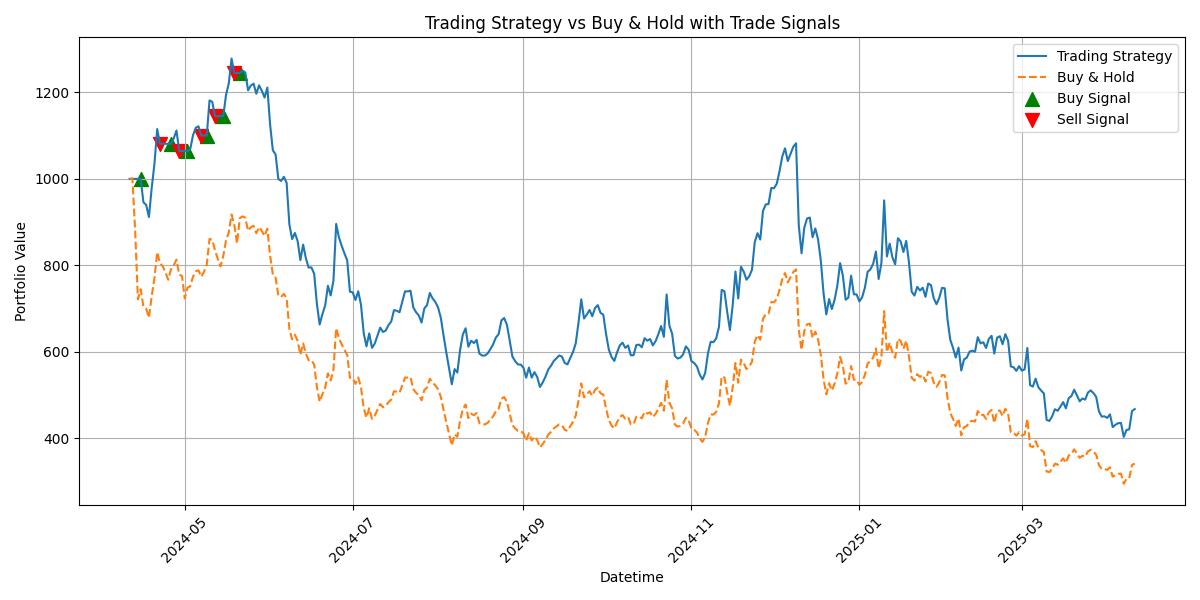 Trading Strategy vs Buy & Hold with Trade Signals
Trading Strategy
Buy & Hold
Buy Signal
Sell Signal
Portfolio Value
1200
1000
800
600
400
2024-05
2024-07
2024-09
2024-11
2025-01
2025-03
Datetime